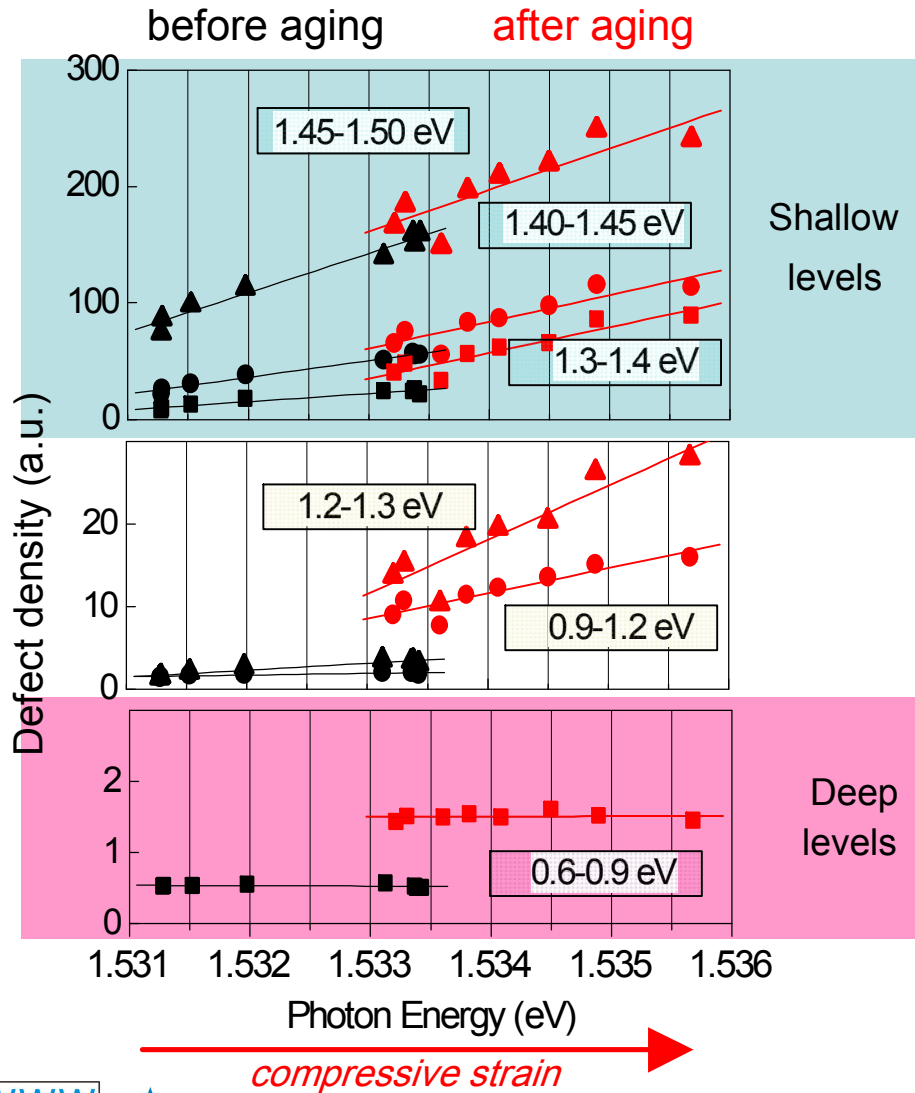 before aging after aging
300
1.45-1.50 eV
200
1.40-1.45 eV
Shallow
levels
100
1.3-1.4 eV
0
Defect density (a.u.)
1.2-1.3 eV
20
10
0.9-1.2 eV
0
2
Deep
levels
1
0.6-0.9 eV
0
1.531 1.532 1.533 1.534 1.535 1.536
Photon Energy (eV)
compressive strain